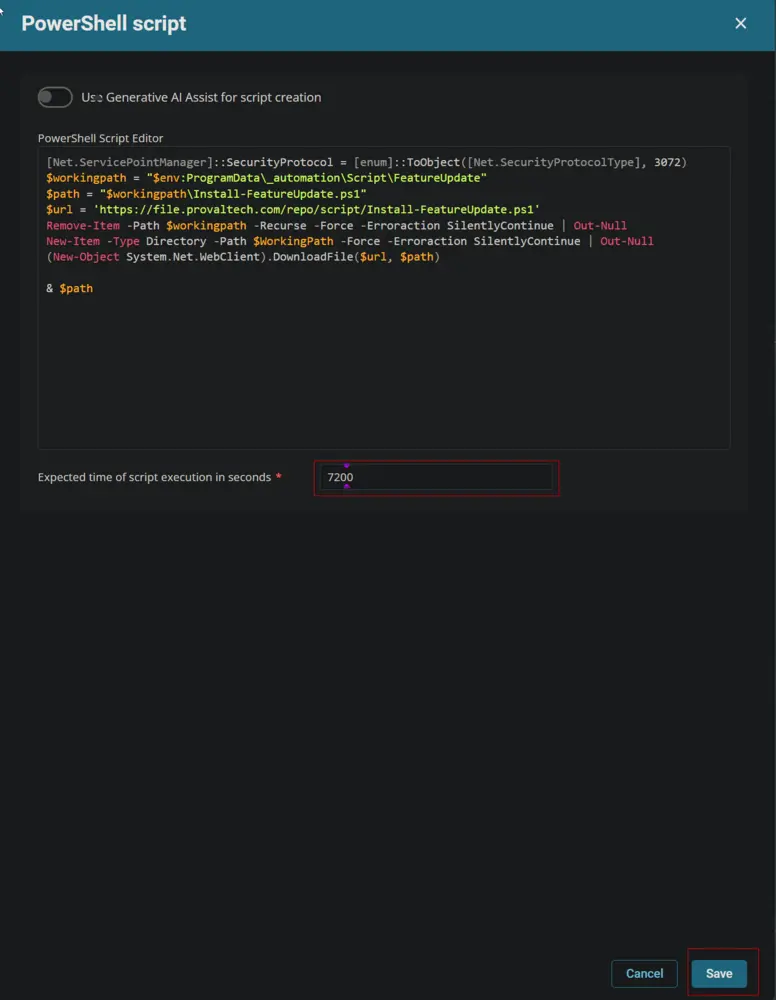 PowerShell script
Use Generative AI Assist for script creation
PowerShell Script Editor
[Net.ServicePointManager]::SecurityProtocol = [enum]::ToObject([Net.SecurityProtocolType], 3072)
$workingpath = "$env:ProgramData\_automation\Script\FeatureUpdate"
$path = "$workingpath\Install-FeatureUpdate.ps1"
$url = 'https://file.provaltech.com/repo/script/Install-FeatureUpdate.ps1'
Remove-Item -Path $workingpath -Recurse -Force -Erroraction SilentlyContinue | Out-Null
New-Item -Type Directory -Path $WorkingPath -Force -Erroraction SilentlyContinue | Out-Null
(New-Object System.Net.WebClient).DownloadFile($url, $path)
& $path
Expected time of script execution in seconds * 7200
Cancel Save